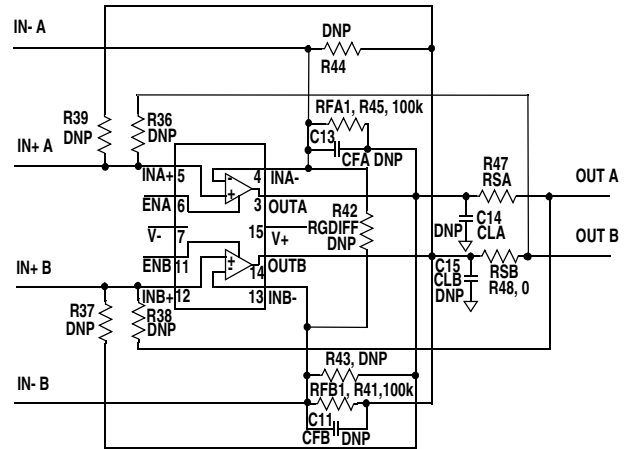 IN- A
DNP
R44
R39
DNP
R36
DNP
RFA1, R45, 100k
C13
CFA DNP
IN+ A
INA+
5
4
INA-
-
+
ENA
6
3
OUTA
R47
RSA
OUT A
R42
RGDIFF
DNP
15
V+
V-
7
DNP
C14
CLA
OUT B
ENB
11
OUTB
14
+
-
C15
CLB
DNP
RSB
R48, 0
IN+ B
INB+
12
13
INB-
R37
DNP
R38
DNP
R43, DNP
RFB1, R41,100k
IN- B
C11
CFB
DNP